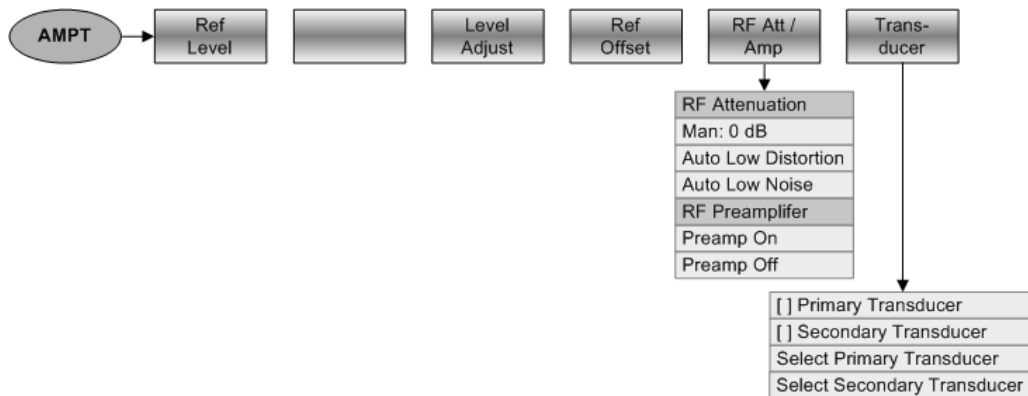 AMPT
Ref
Level
Level
Adjust
Ref
Offset
RF Att /
Amp
Trans-
ducer
RF Attenuation
Man: 0 dB
Auto Low Distortion
Auto Low Noise
RF Preamplifer
Preamp On
Preamp Off
[ ] Primary Transducer
[ ] Secondary Transducer
Select Primary Transducer
Select Secondary Transducer